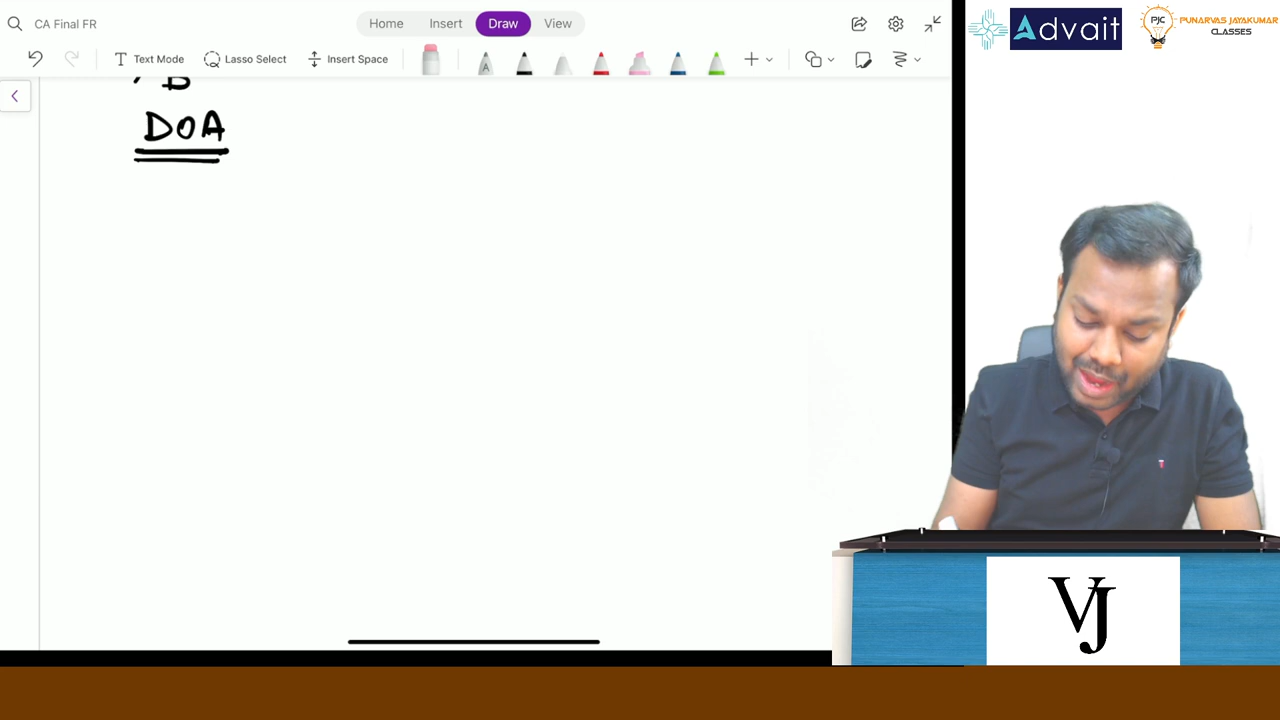 CA Final FR
Home Insert Draw View
Text Mode Lasso Select Insert Space
A
B
DOA
Advait
PJC
PUNARVAS JAYAKUMAR
CLASSES
VJ